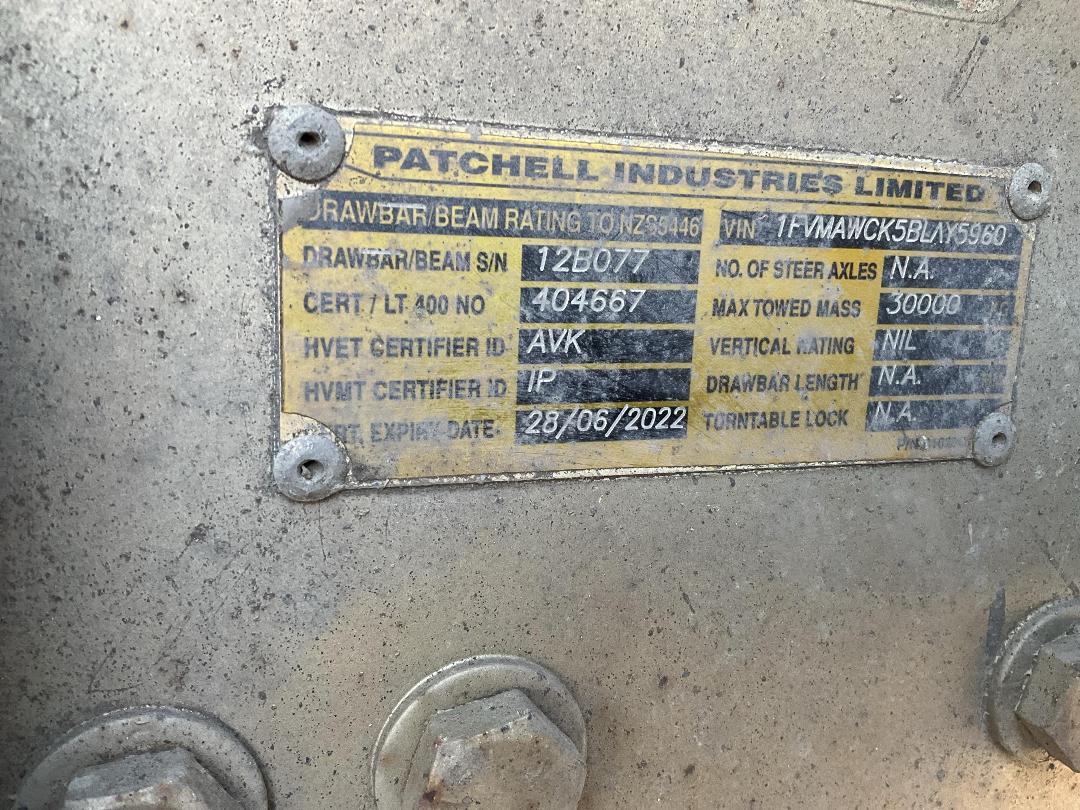 PATCHELL INDUSTRIES LIMITED
DRAWBAR/BEAM RATING TO NZS5446
VIN 1FVMAWCK5BLAY5960
DRAWBAR/BEAM S/N 12B077
NO. OF STEER AXLES N.A.
CERT / LT 400 NO 404667
MAX TOWED MASS 30000
HVET CERTIFIER ID AVK
VERTICAL RATING NIL
HVMT CERTIFIER ID IP
DRAWBAR LENGTH N.A.
EXPIRY DATE 28/06/2022
TURNTABLE LOCK N.A.